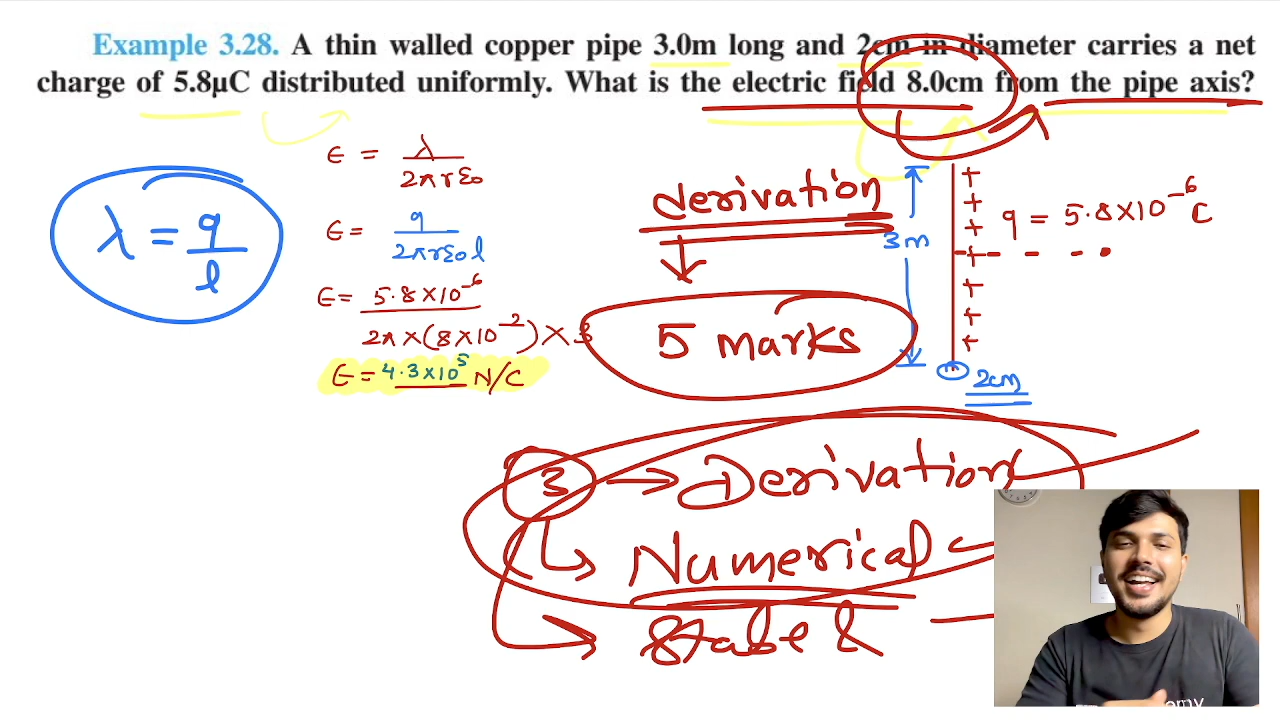 Example 3.28. A thin walled copper pipe 3.0m long and 2cm in diameter carries a net
charge of 5.8μC distributed uniformly. What is the electric field 8.0cm from the pipe axis?
λ = q/l
E = λ/2πrε₀
E = q/2πrε₀l
E = 5.8×10⁻⁶/2π×(8×10⁻²)×3
E = 4.3×10⁵ N/C
derivation
5 marks
3m
+
+
+
+
+
+
+
q = 5.8×10⁻⁶ C
2cm
3 → Derivation
Numerical
State &